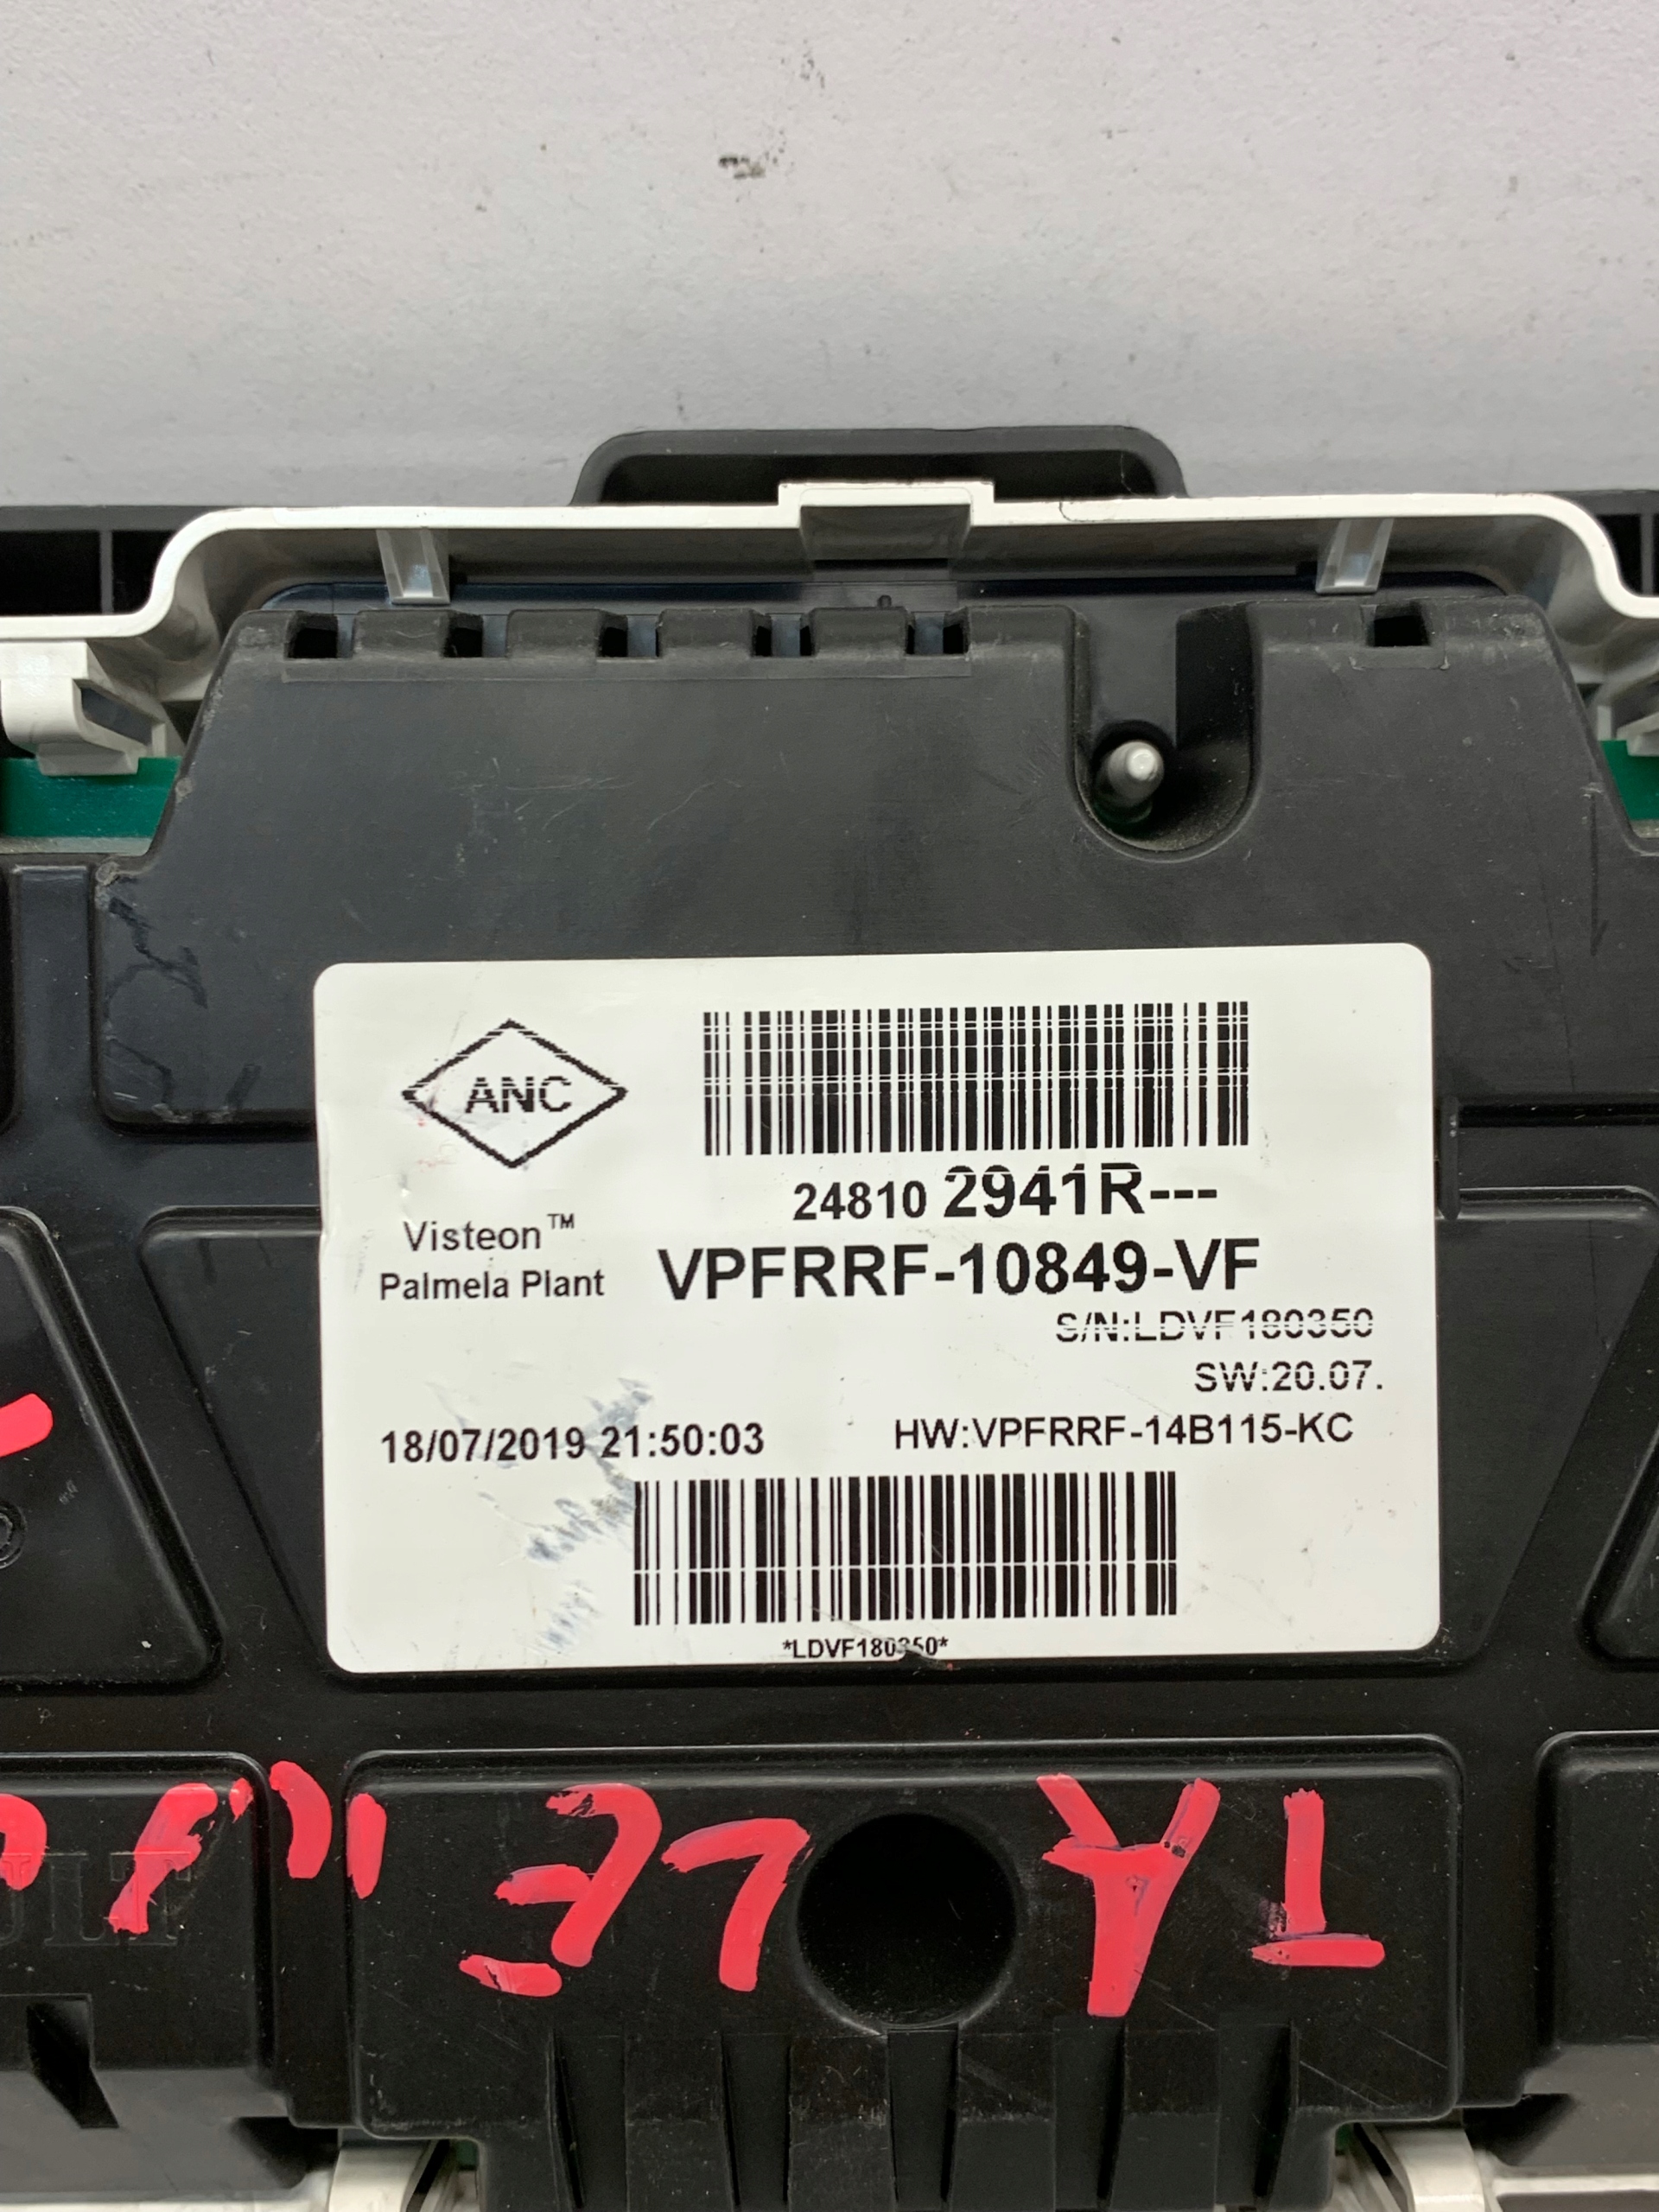 ANC
24810 2941R---
Visteon™
Palmela Plant
VPFRRF-10849-VF
S/N:LDVF180350
SW:20.07.
18/07/2019 21:50:03
HW:VPFRRF-14B115-KC
*LDVF180350*